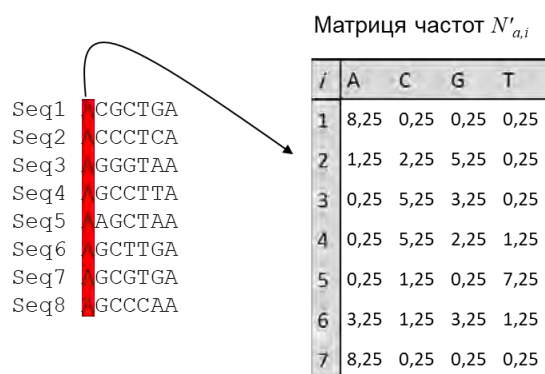 Матриця частот N'a,i
i A C G T
1 8,25 0,25 0,25 0,25
2 1,25 2,25 5,25 0,25
3 0,25 5,25 3,25 0,25
4 0,25 5,25 2,25 1,25
5 0,25 1,25 0,25 7,25
6 3,25 1,25 3,25 1,25
7 8,25 0,25 0,25 0,25
Seq1 ACGCTGA
Seq2 ACCCTCA
Seq3 AGGGTAA
Seq4 AGCCTTA
Seq5 AAGCTAA
Seq6 AGCTTGA
Seq7 AGCGTGA
Seq8 AGCCCAA